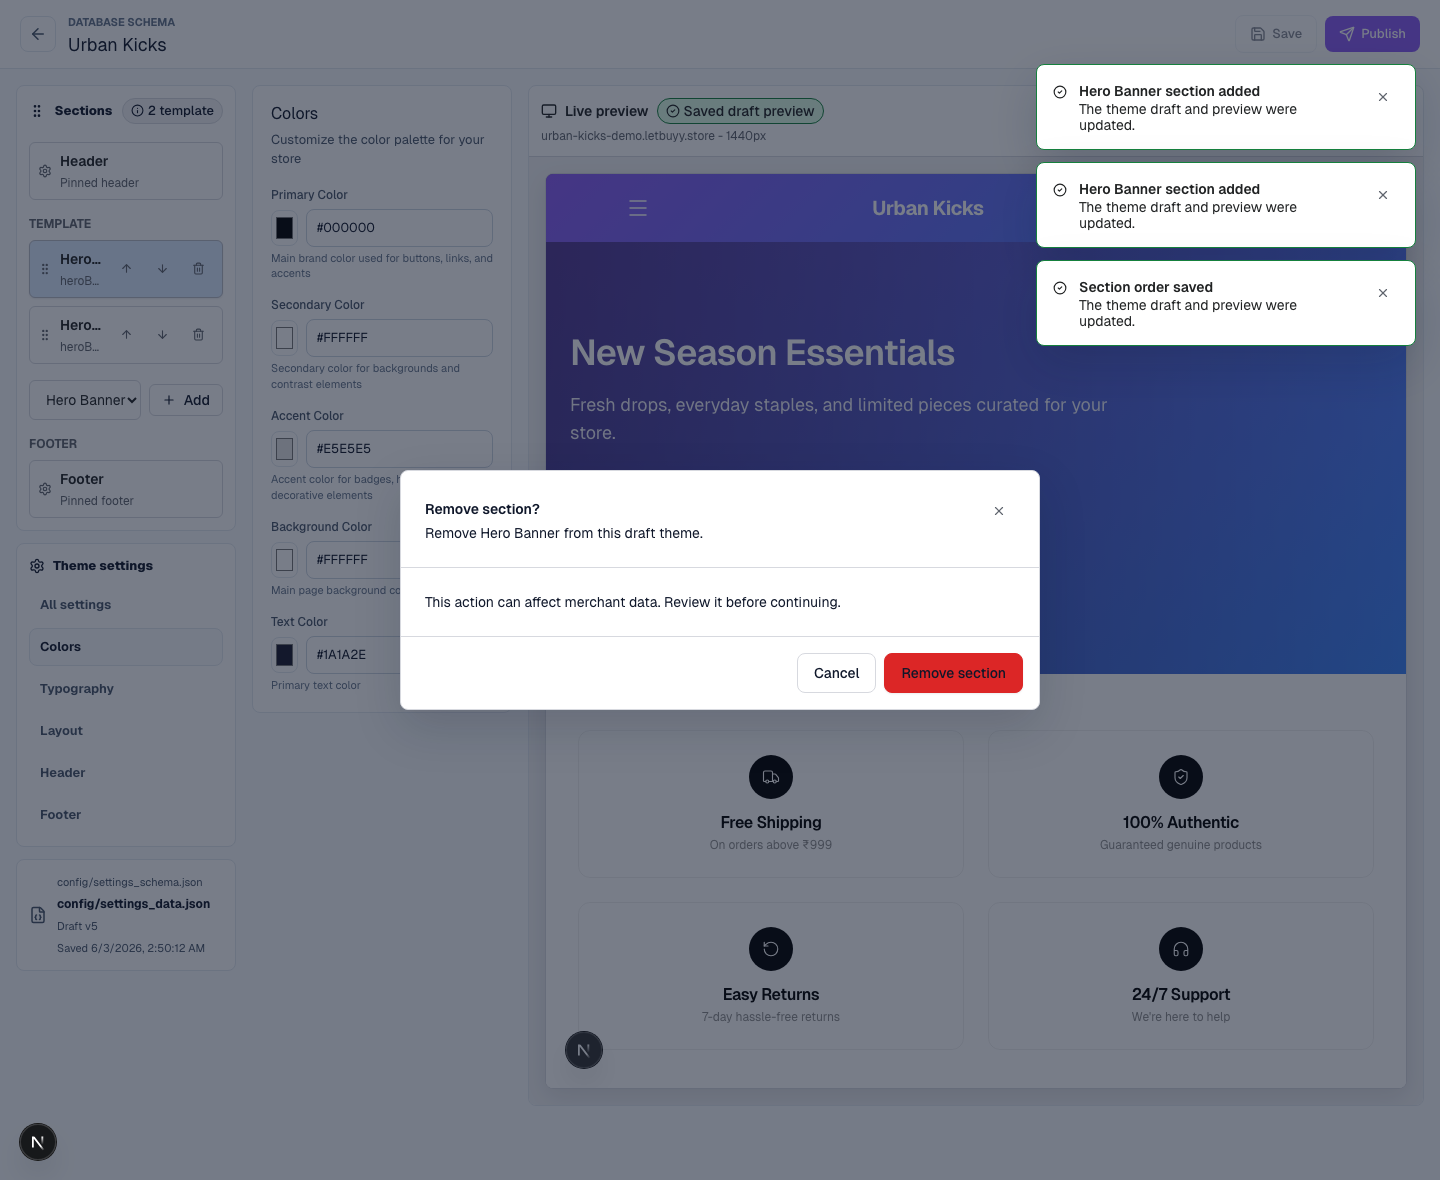 DATABASE SCHEMA
Urban Kicks
Save
Publish
Sections
2 template
Header
Pinned header
TEMPLATE
Hero...
heroB...
Hero...
heroB...
Hero Banner
Add
FOOTER
Footer
Pinned footer
Theme settings
All settings
Colors
Typography
Layout
Header
Footer
config/settings_schema.json
config/settings_data.json
Draft v5
Saved 6/3/2026, 2:50:12 AM
Colors
Customize the color palette for your
store
Primary Color
#000000
Main brand color used for buttons, links, and
accents
Secondary Color
#FFFFFF
Secondary color for backgrounds and
contrast elements
Accent Color
#E5E5E5
Accent color for badges,
decorative elements
Background Color
#FFFFFF
Main page background
Text Color
#1A1A2E
Primary text color
Live preview
Saved draft preview
urban-kicks-demo.letbuyy.store - 1440px
Urban Kicks
New Season Essentials
Fresh drops, everyday staples, and limited pieces curated for your
store.
Free Shipping
On orders above ₹999
100% Authentic
Guaranteed genuine products
Easy Returns
7-day hassle-free returns
24/7 Support
We're here to help
N
N
Hero Banner section added
The theme draft and preview were
updated.
Hero Banner section added
The theme draft and preview were
updated.
Section order saved
The theme draft and preview were
updated.
Remove section?
Remove Hero Banner from this draft theme.
This action can affect merchant data. Review it before continuing.
Cancel
Remove section